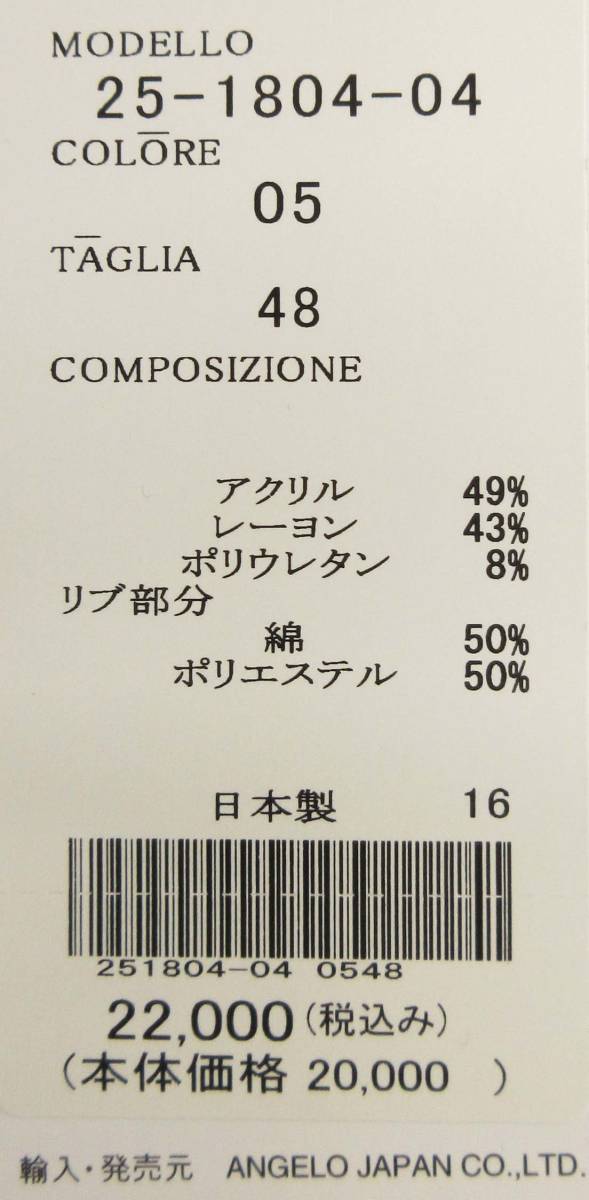 MODELLO
25-1804-04
COLORE
05
TAGLIA
48
COMPOSIZIONE
アクリル 49%
レーヨン 43%
ポリウレタン 8%
リブ部分
綿 50%
ポリエステル 50%
日本製 16
251804-04 0548
22,000(税込み)
(本体価格 20,000 )
輸入・発売元 ANGELO JAPAN CO.,LTD.